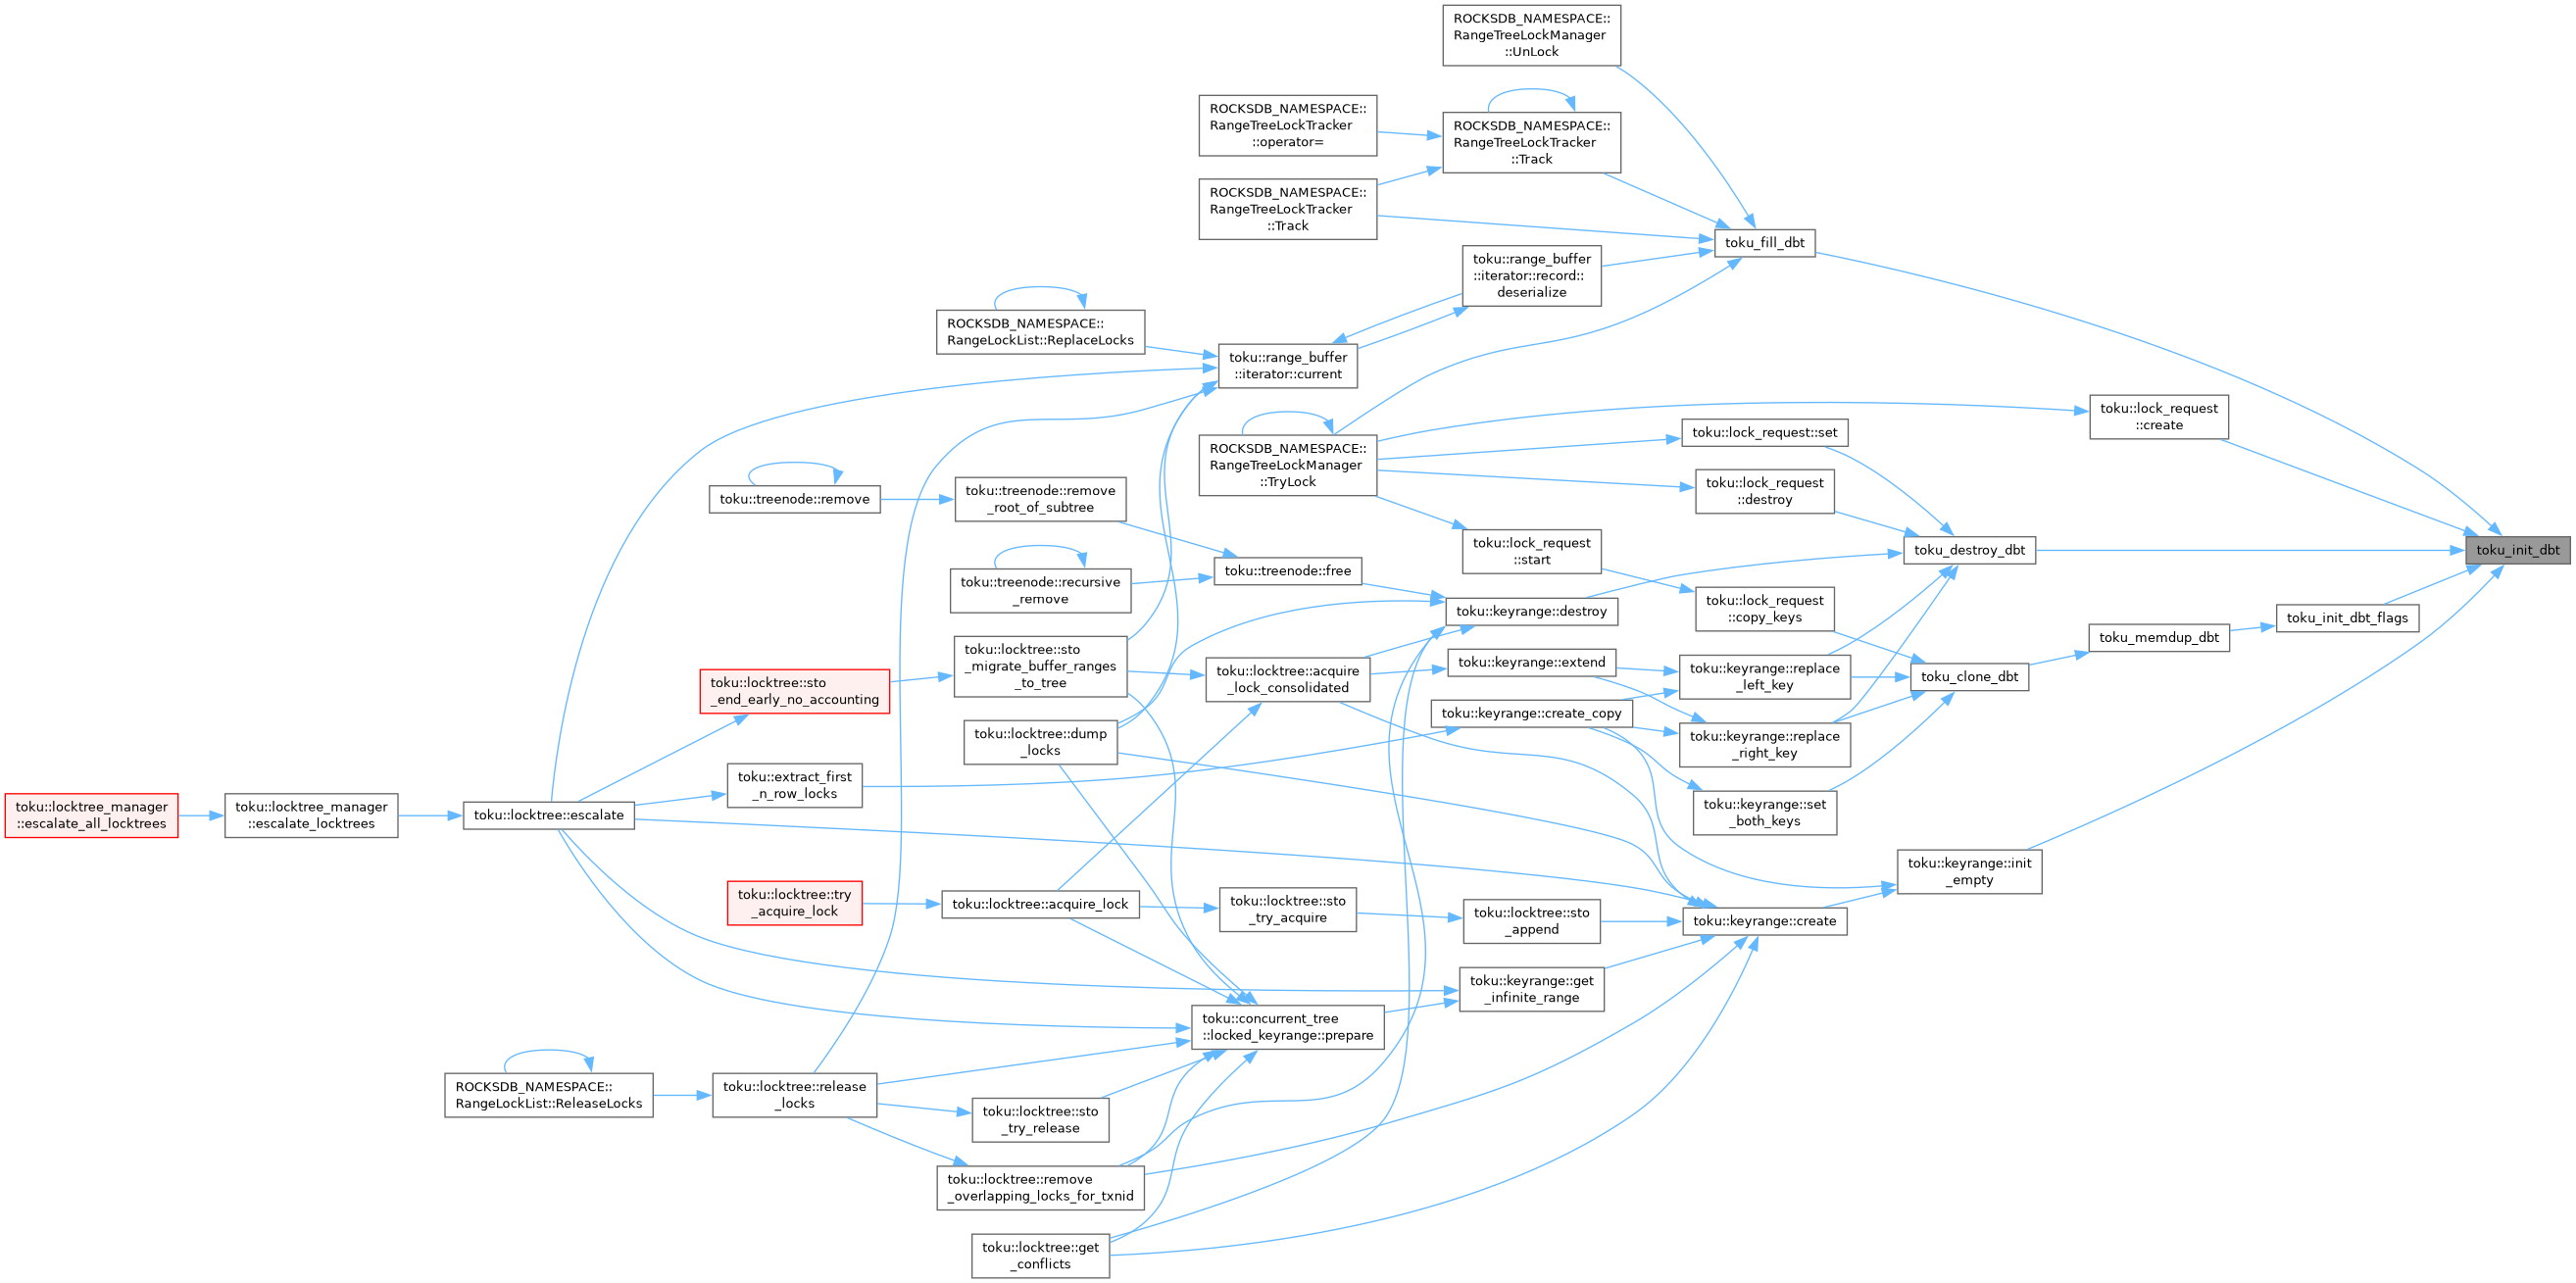 ROCKSDB_NAMESPACE::
RangeTreeLockManager
::UnLock
ROCKSDB_NAMESPACE::
RangeTreeLockTracker
::operator=
ROCKSDB_NAMESPACE::
RangeTreeLockTracker
::Track
ROCKSDB_NAMESPACE::
RangeTreeLockTracker
::Track
toku_fill_dbt
toku::range_buffer
::iterator::record::
deserialize
ROCKSDB_NAMESPACE::
RangeLockList::ReplaceLocks
toku::range_buffer
::iterator::current
toku::lock_request
::create
toku::lock_request::set
ROCKSDB_NAMESPACE::
RangeTreeLockManager
::TryLock
toku::lock_request
::destroy
toku::treenode::remove
toku::treenode::remove
_root_of_subtree
toku::lock_request
::start
toku_destroy_dbt
toku_init_dbt
toku::treenode::recursive
_remove
toku::treenode::free
toku::keyrange::destroy
toku::lock_request
::copy_keys
toku_init_dbt_flags
toku_memdup_dbt
toku::locktree::sto
_migrate_buffer_ranges
_to_tree
toku::locktree::acquire
_lock_consolidated
toku::keyrange::extend
toku::keyrange::replace
_left_key
toku_clone_dbt
toku::locktree::sto
_end_early_no_accounting
toku::keyrange::create_copy
toku::locktree::dump
_locks
toku::keyrange::replace
_right_key
toku::extract_first
_n_row_locks
toku::locktree_manager
::escalate_all_locktrees
toku::locktree_manager
::escalate_locktrees
toku::locktree::escalate
toku::keyrange::set
_both_keys
toku::keyrange::init
_empty
toku::locktree::try
_acquire_lock
toku::locktree::acquire_lock
toku::locktree::sto
_try_acquire
toku::locktree::sto
_append
toku::keyrange::create
toku::keyrange::get
_infinite_range
toku::concurrent_tree
::locked_keyrange::prepare
ROCKSDB_NAMESPACE::
RangeLockList::ReleaseLocks
toku::locktree::release
_locks
toku::locktree::sto
_try_release
toku::locktree::remove
_overlapping_locks_for_txnid
toku::locktree::get
_conflicts